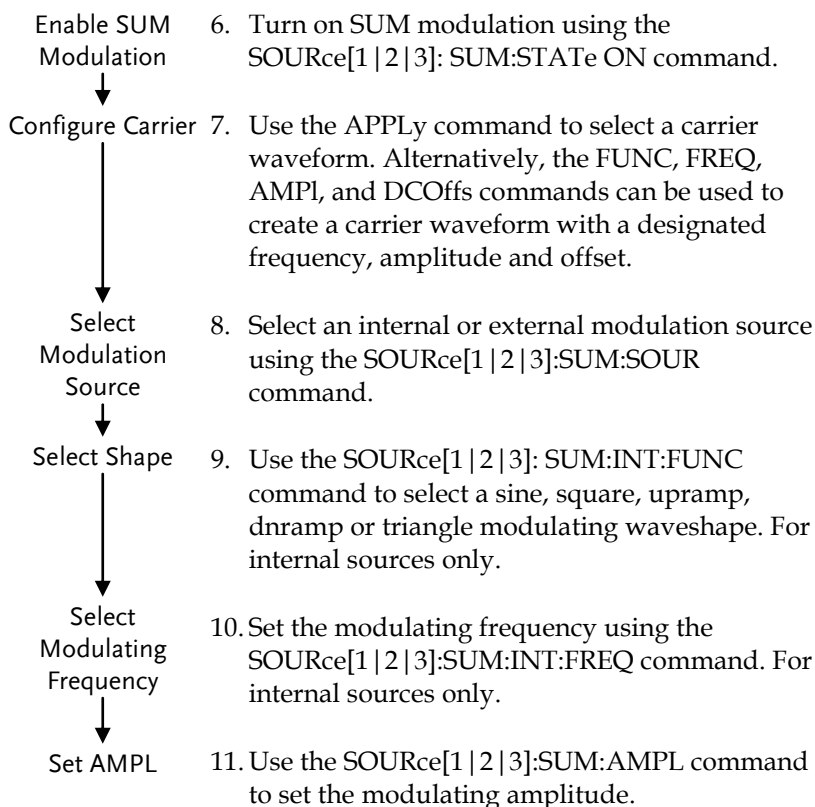 Enable SUM
Modulation
6. Turn on SUM modulation using the
SOURce[1|2|3]: SUM:STATe ON command.
Configure Carrier
7. Use the APPLy command to select a carrier
waveform. Alternatively, the FUNC, FREQ,
AMPl, and DCOffs commands can be used to
create a carrier waveform with a designated
frequency, amplitude and offset.
Select
Modulation
Source
8. Select an internal or external modulation source
using the SOURce[1|2|3]:SUM:SOUR
command.
Select Shape
9. Use the SOURce[1|2|3]: SUM:INT:FUNC
command to select a sine, square, upramp,
dnramp or triangle modulating waveshape. For
internal sources only.
Select
Modulating
Frequency
10. Set the modulating frequency using the
SOURce[1|2|3]:SUM:INT:FREQ command. For
internal sources only.
Set AMPL
11. Use the SOURce[1|2|3]:SUM:AMPL command
to set the modulating amplitude.